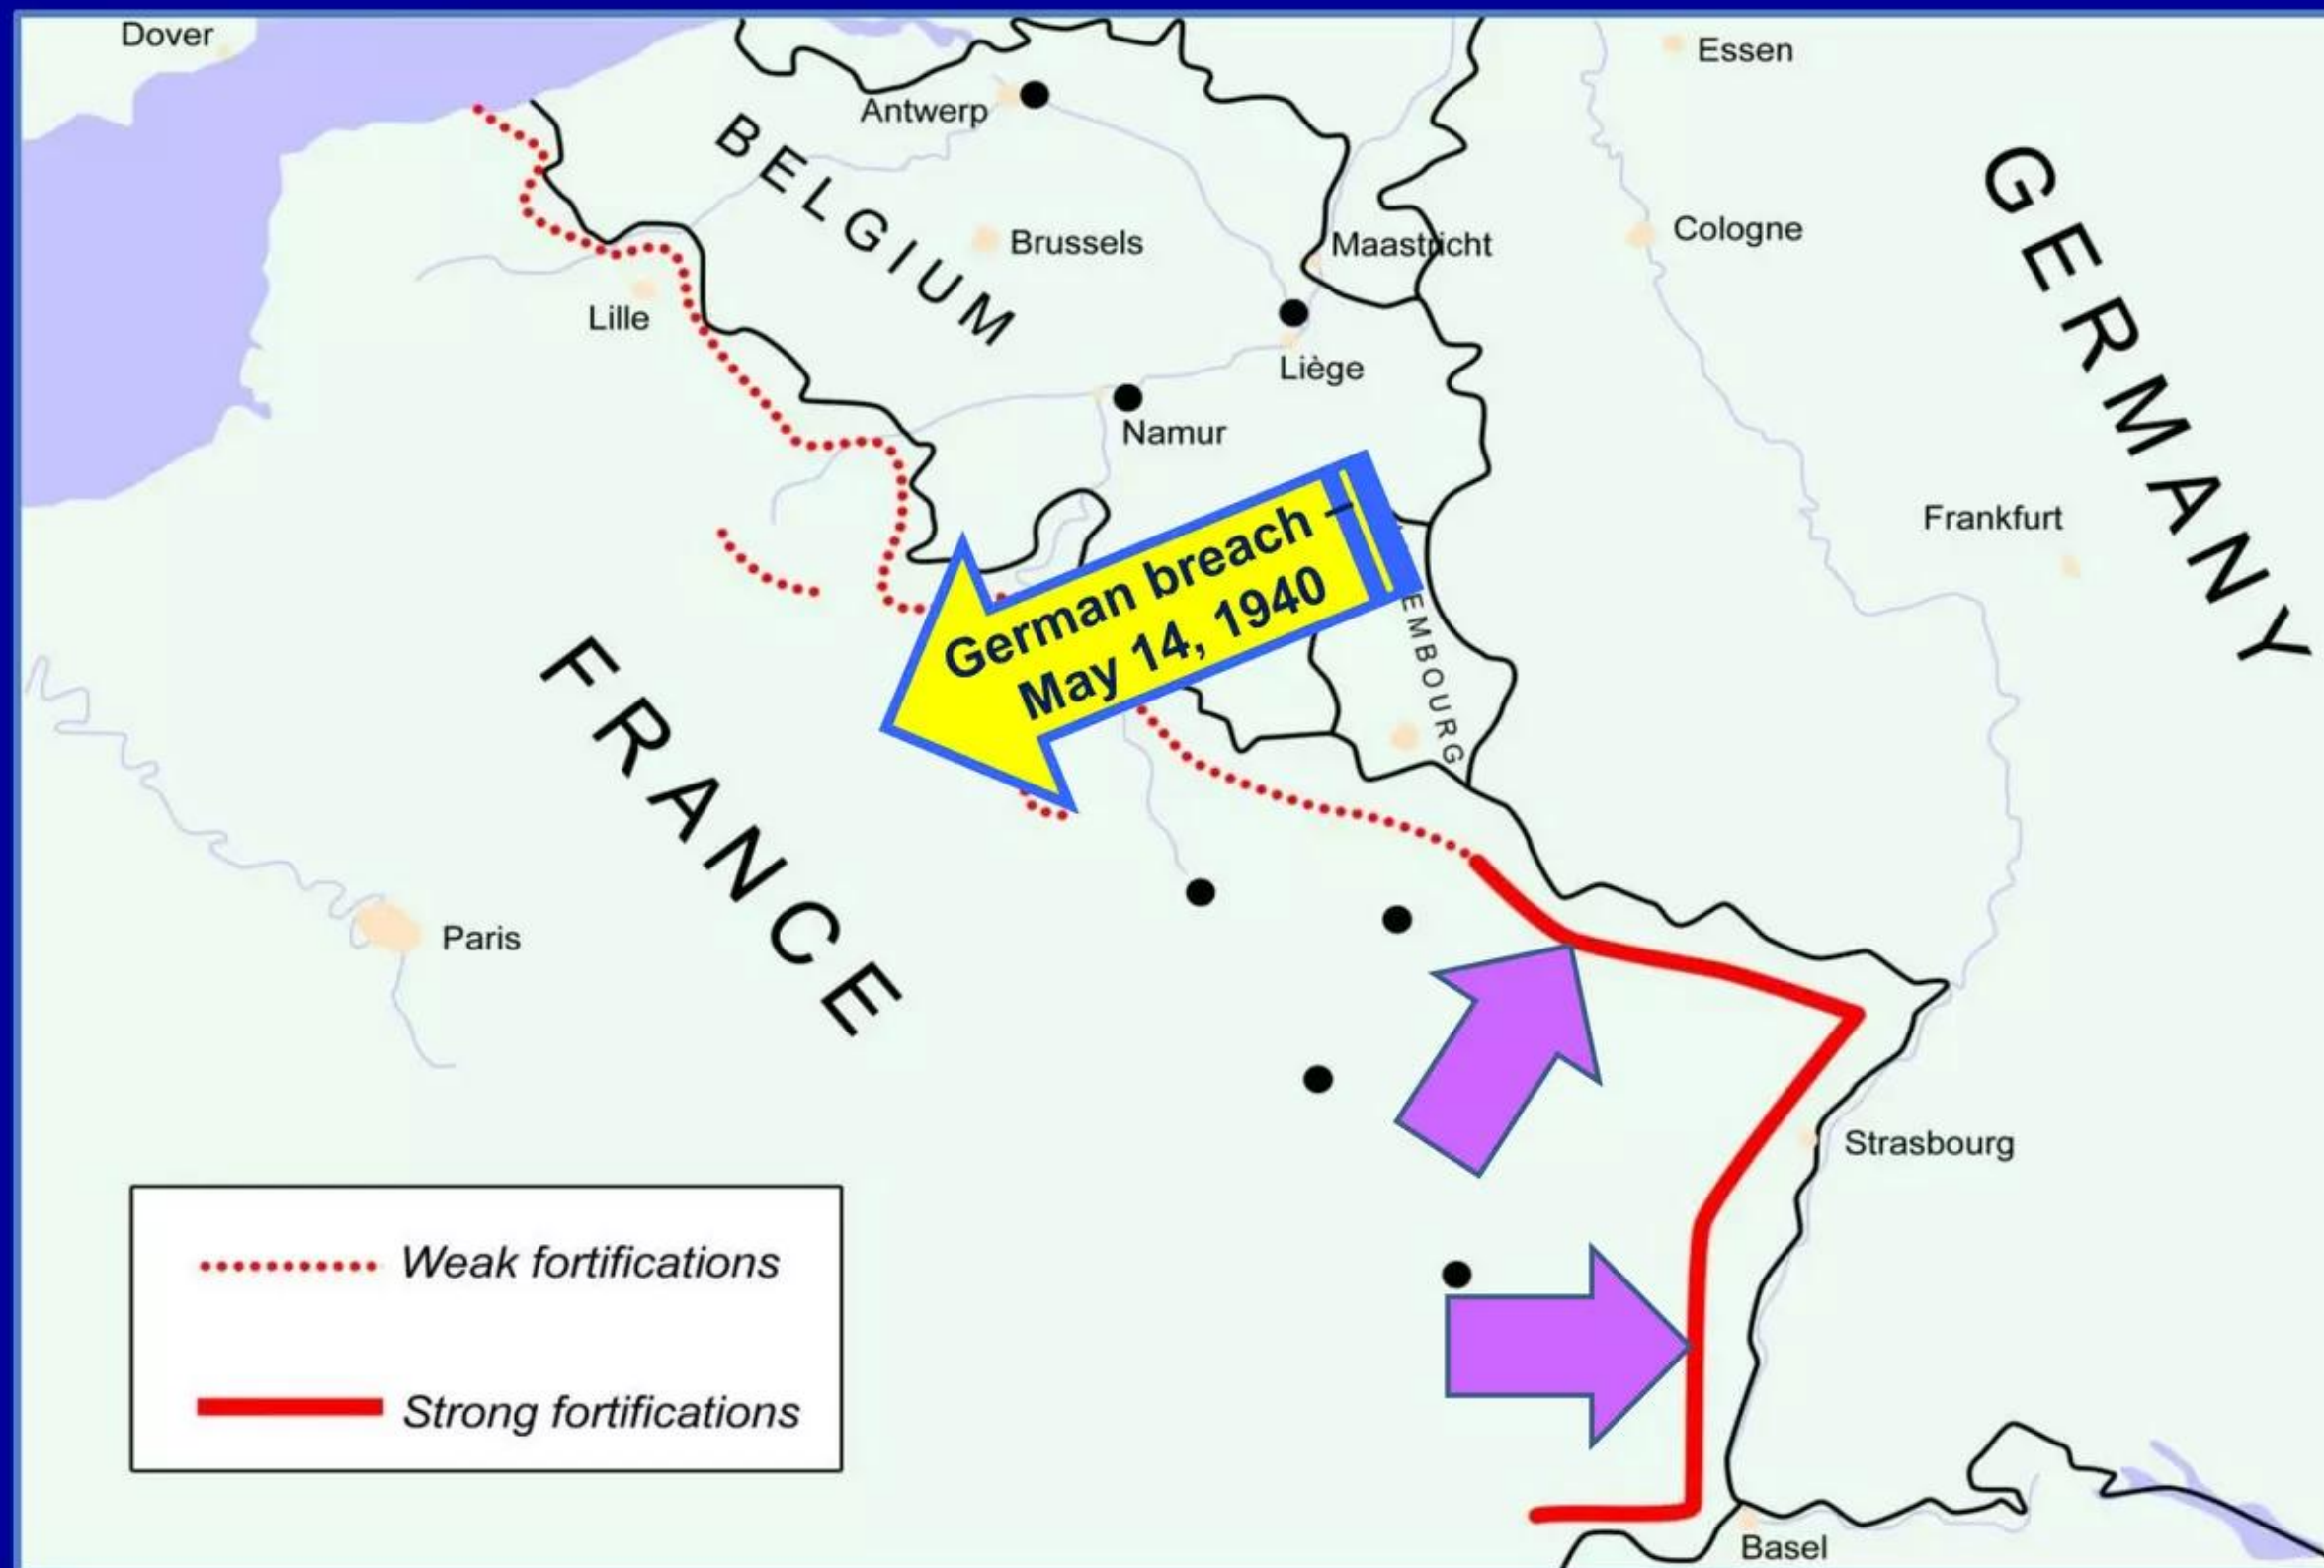 Dover
Essen
Antwerp
BELGIUM
GERMANY
Brussels
Maastricht
Cologne
Lille
Liège
Namur
Frankfurt
German breach –
May 14, 1940
EMBOURG
FRANCE
Paris
Strasbourg
Weak fortifications
Strong fortifications
Basel